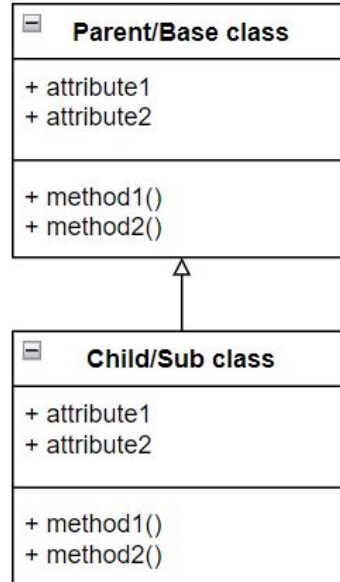 Parent/Base class
+ attribute1
+ attribute2
+ method1()
+ method2()
Child/Sub class
+ attribute1
+ attribute2
+ method1()
+ method2()